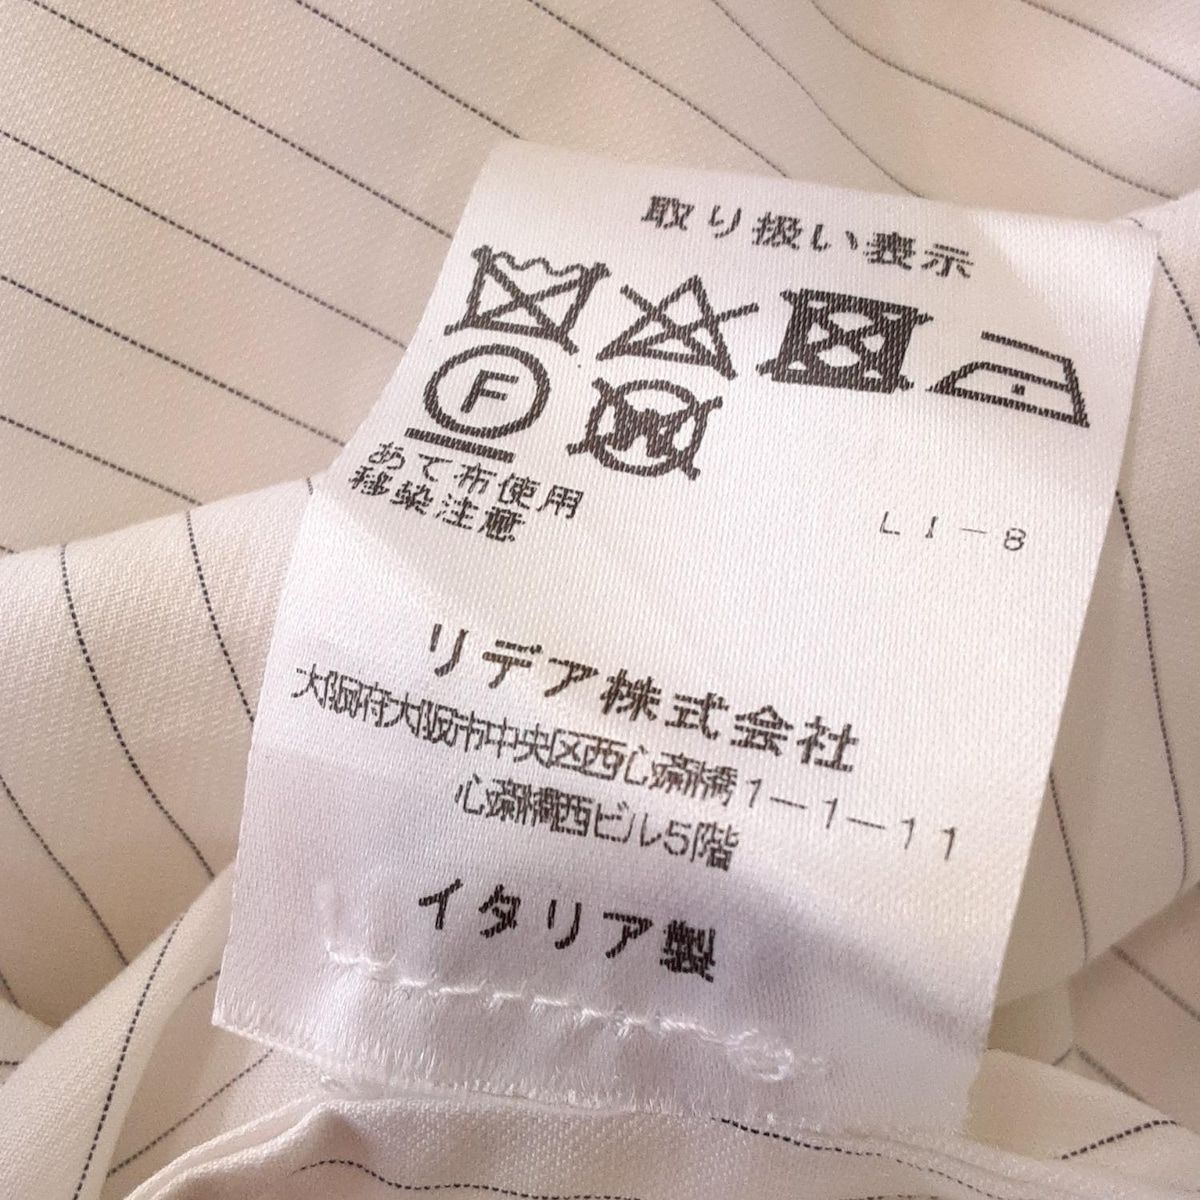 取り扱い表示
F
W
あて布使用
移染注意
LI-8
リデア株式会社
大阪府大阪市中央区西心斎橋1-1-11
心斎橋西ビル5階
イタリア製